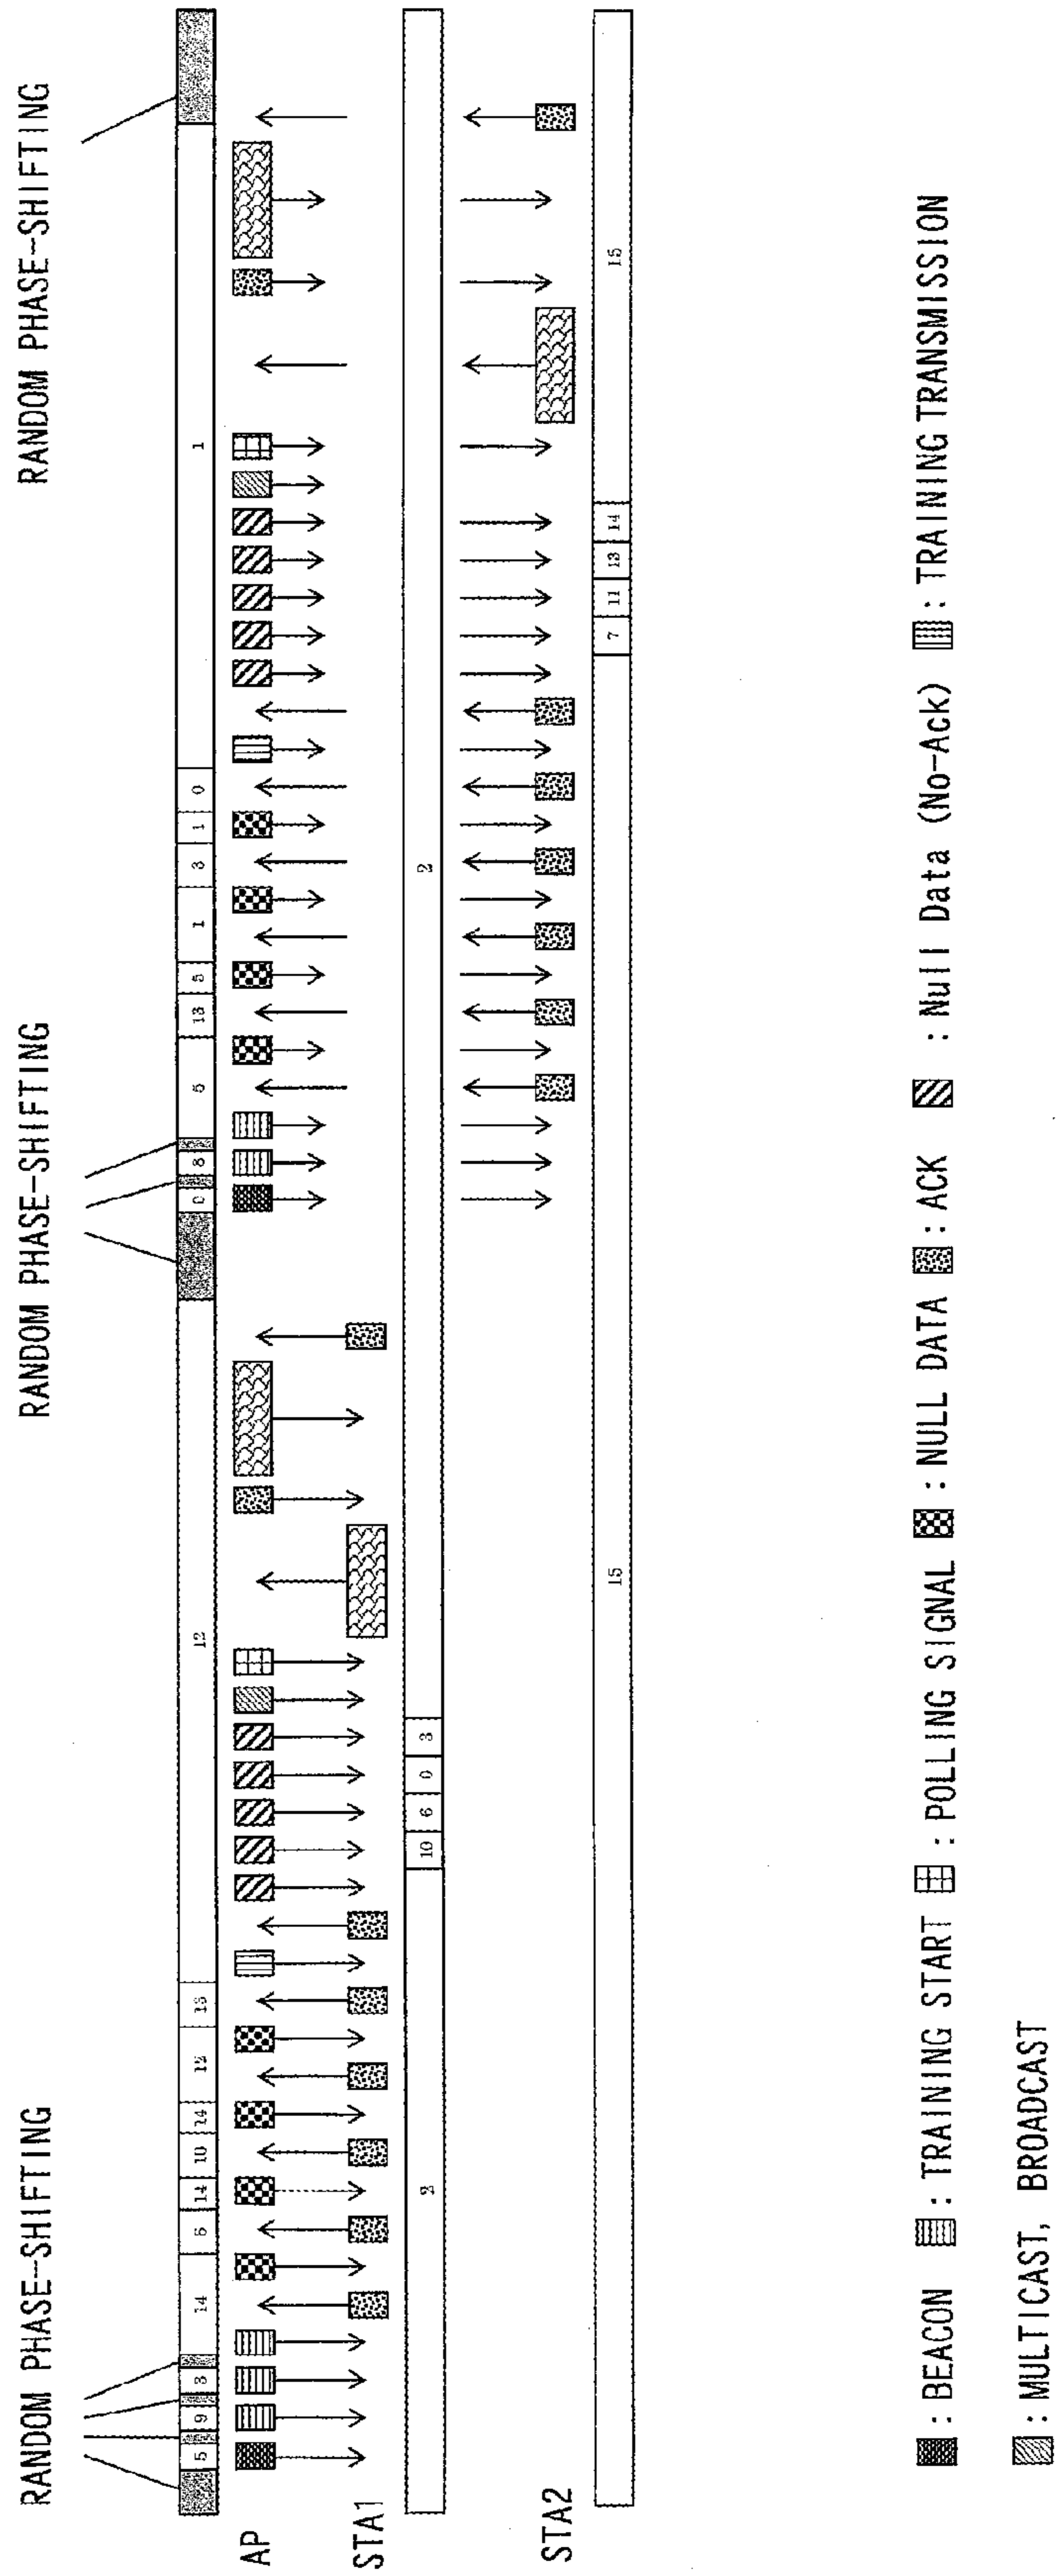 RANDOM PHASE-SHIFTING
RANDOM PHASE-SHIFTING
RANDOM PHASE-SHIFTING
5
9
8
14
6
14
10
14
12
13
12
0
8
5
13
5
1
3
1
0
1
AP
STA1
2
10
6
0
3
2
STA2
15
7
11
13
14
15
: BEACON
: TRAINING START
: POLLING SIGNAL
: NULL DATA
: ACK
: Null Data (No-Ack)
: TRAINING TRANSMISSION
: MULTICAST, BROADCAST